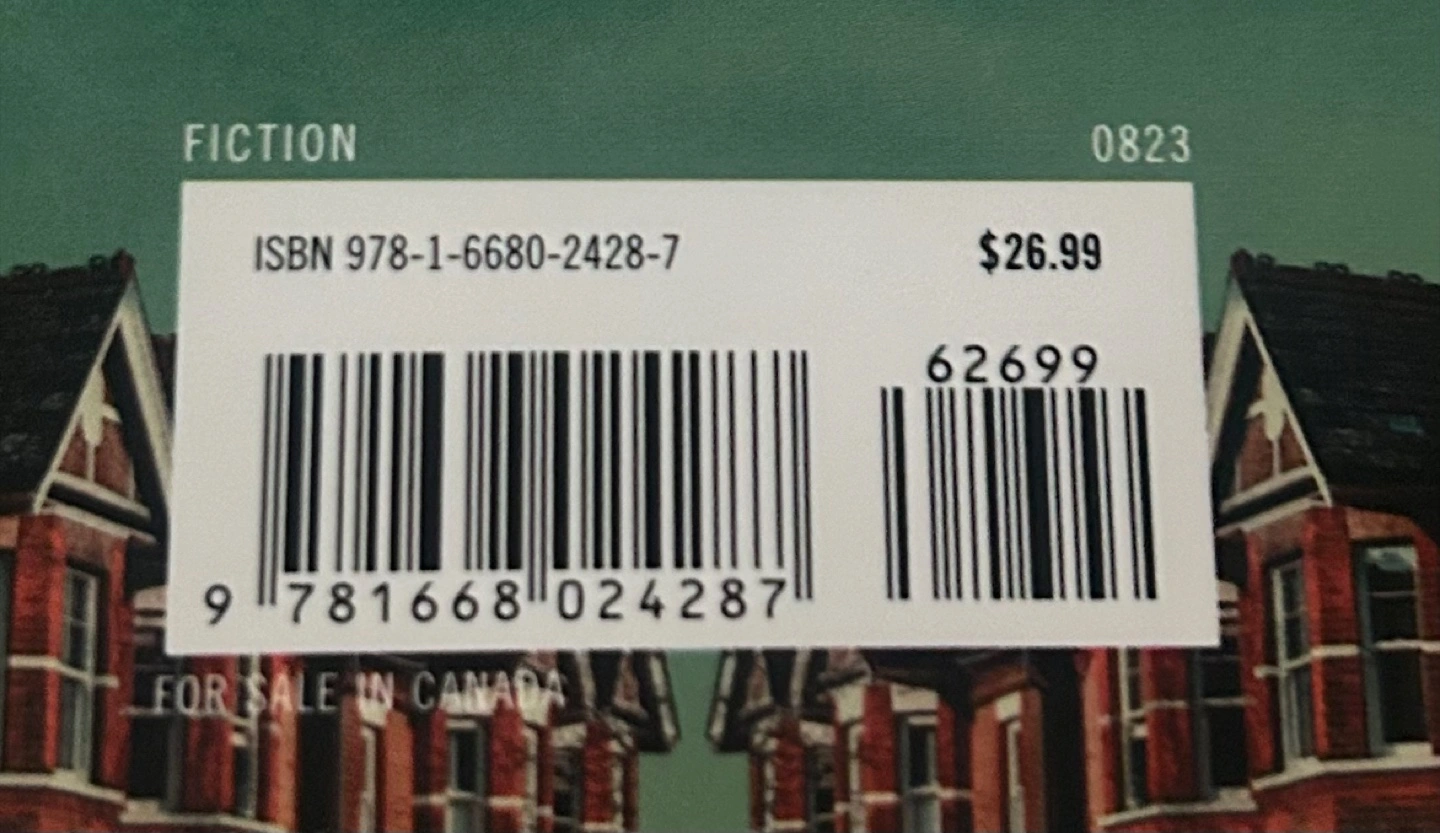 FICTION 0823
ISBN 978-1-6680-2428-7 $26.99
62699
9 781668 024287
FOR SALE IN CANADA